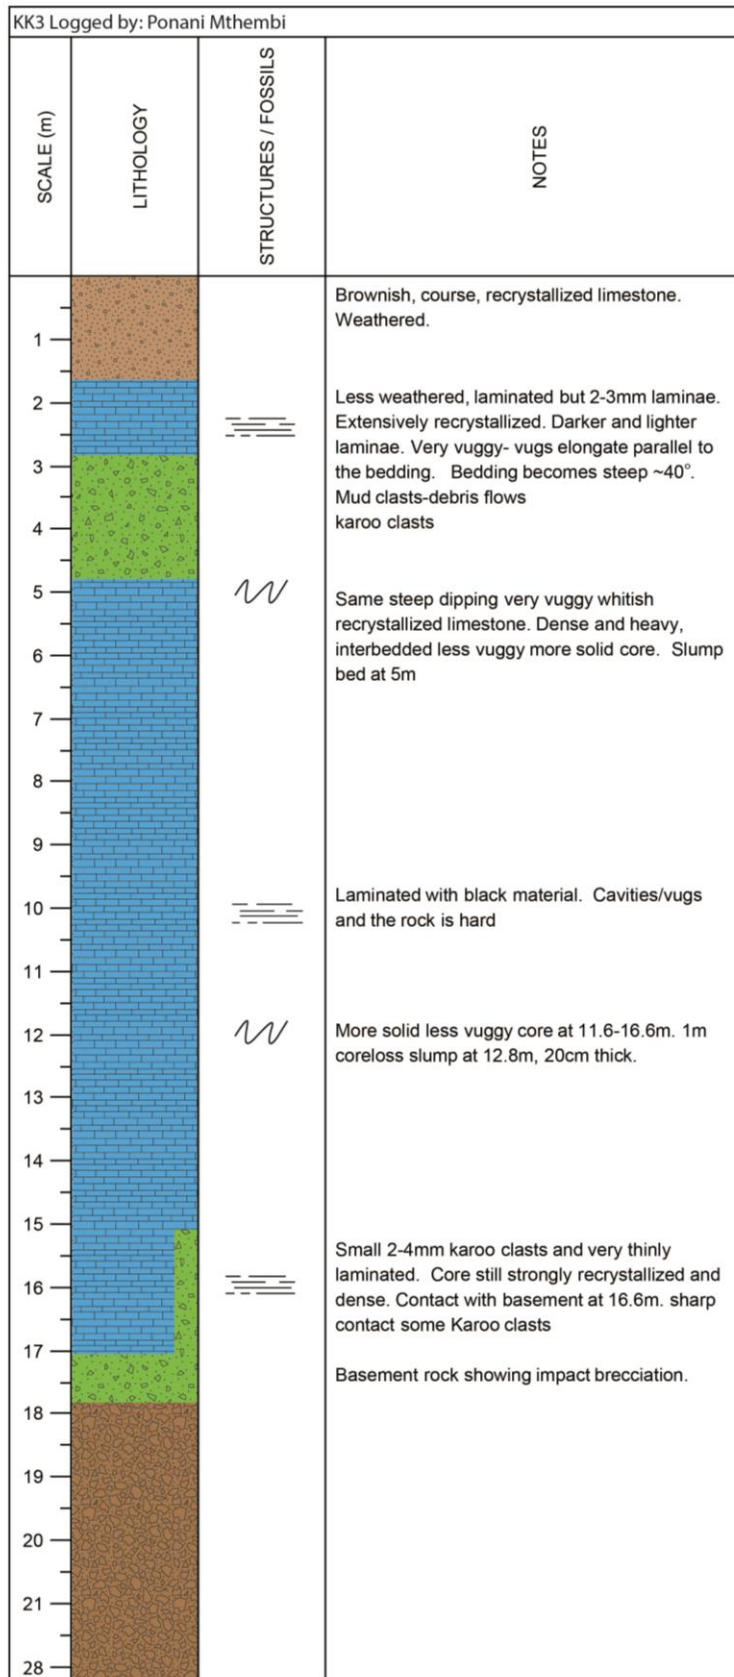 KK3 Logged by: Ponani Mthembi
SCALE (m)
LITHOLOGY
STRUCTURES / FOSSILS
NOTES
Brownish, course, recrystallized limestone.
Weathered.
1
2
Less weathered, laminated but 2-3mm laminae.
Extensively recrystallized. Darker and lighter
laminae. Very vuggy- vugs elongate parallel to
the bedding. Bedding becomes steep ~40°.
Mud clasts-debris flows
karoo clasts
3
4
5
Same steep dipping very vuggy whitish
recrystallized limestone. Dense and heavy,
interbedded less vuggy more solid core. Slump
bed at 5m
6
7
8
9
10
Laminated with black material. Cavities/vugs
and the rock is hard
11
12
More solid less vuggy core at 11.6-16.6m. 1m
coreloss slump at 12.8m, 20cm thick.
13
14
15
Small 2-4mm karoo clasts and very thinly
laminated. Core still strongly recrystallized and
dense. Contact with basement at 16.6m. sharp
contact some Karoo clasts
16
17
Basement rock showing impact brecciation.
18
19
20
21
28